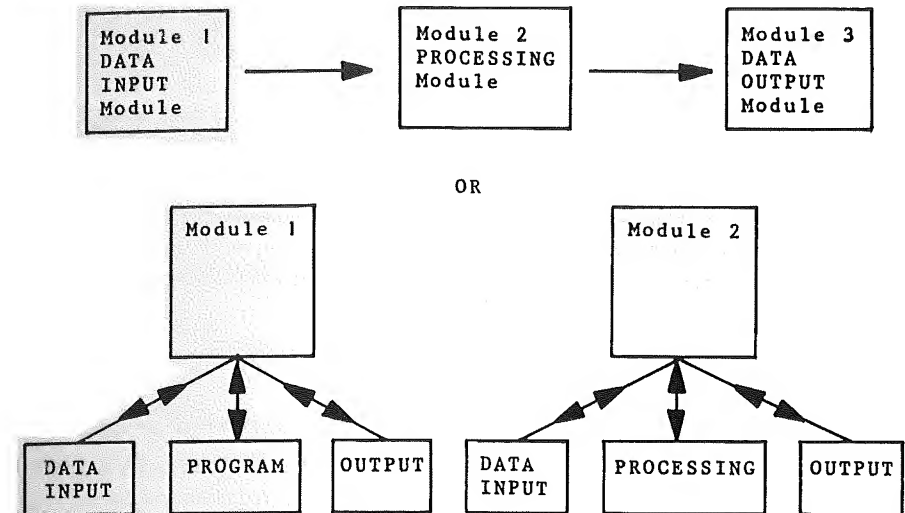 Module 1
DATA
INPUT
Module
Module 2
PROCESSING
Module
Module 3
DATA
OUTPUT
Module
OR
Module 1
Module 2
DATA
INPUT
PROGRAM
OUTPUT
DATA
INPUT
PROCESSING
OUTPUT